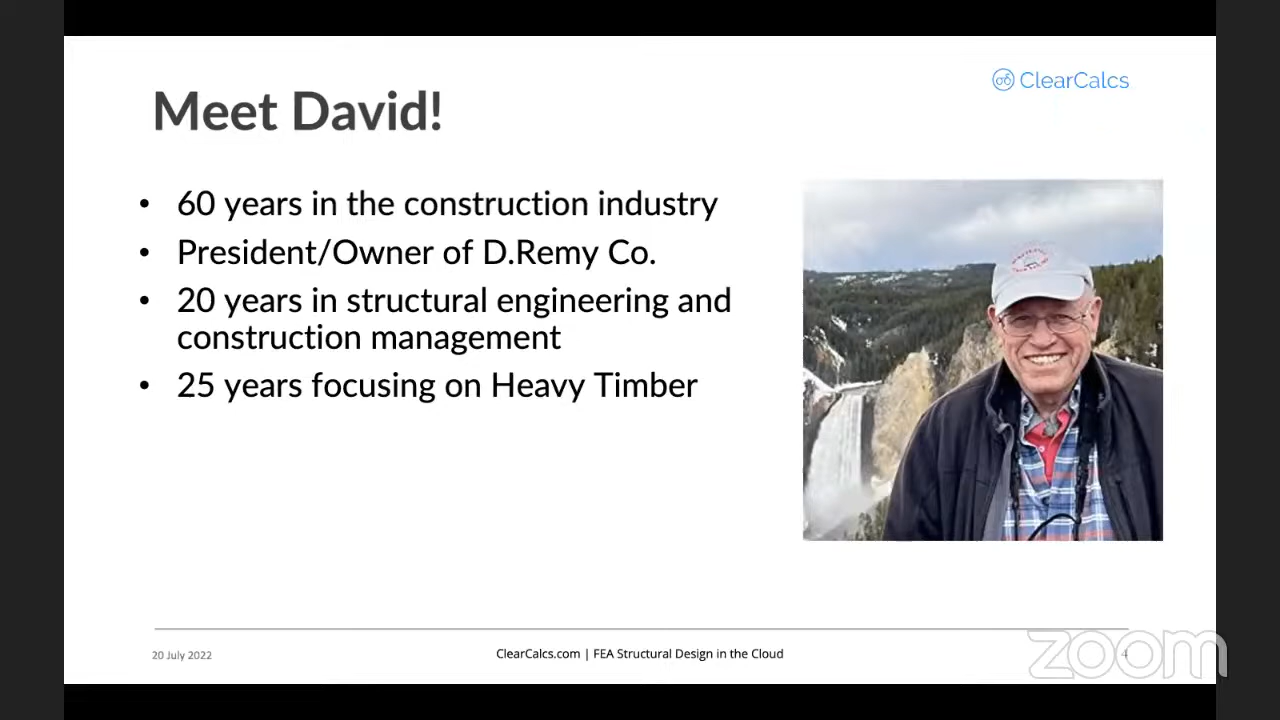 ClearCalcs
Meet David!
• 60 years in the construction industry
• President/Owner of D.Remy Co.
• 20 years in structural engineering and
construction management
• 25 years focusing on Heavy Timber
20 July 2022
ClearCalcs.com | FEA Structural Design in the Cloud
4
zoom